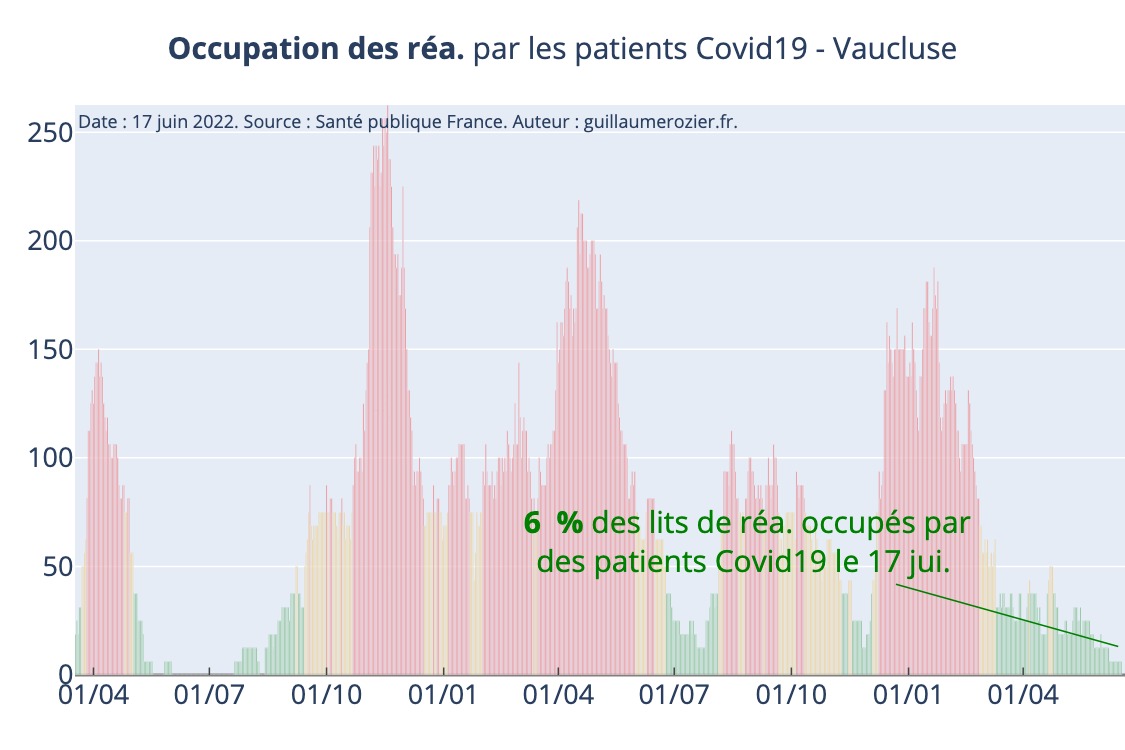 Occupation des réa. par les patients Covid19 - Vaucluse
Date : 17 juin 2022. Source : Santé publique France. Auteur : guillaumerozier.fr.
250
200
150
100
50
0
6 % des lits de réa. occupés par
des patients Covid19 le 17 jui.
01/04 01/07 01/10 01/01 01/04 01/07 01/10 01/01 01/04